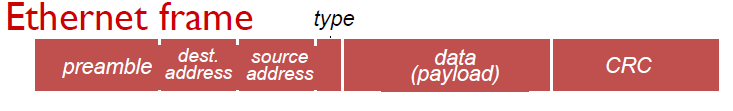 Ethernet frame
type
preamble
dest.
address
source
address
data
(payload)
CRC